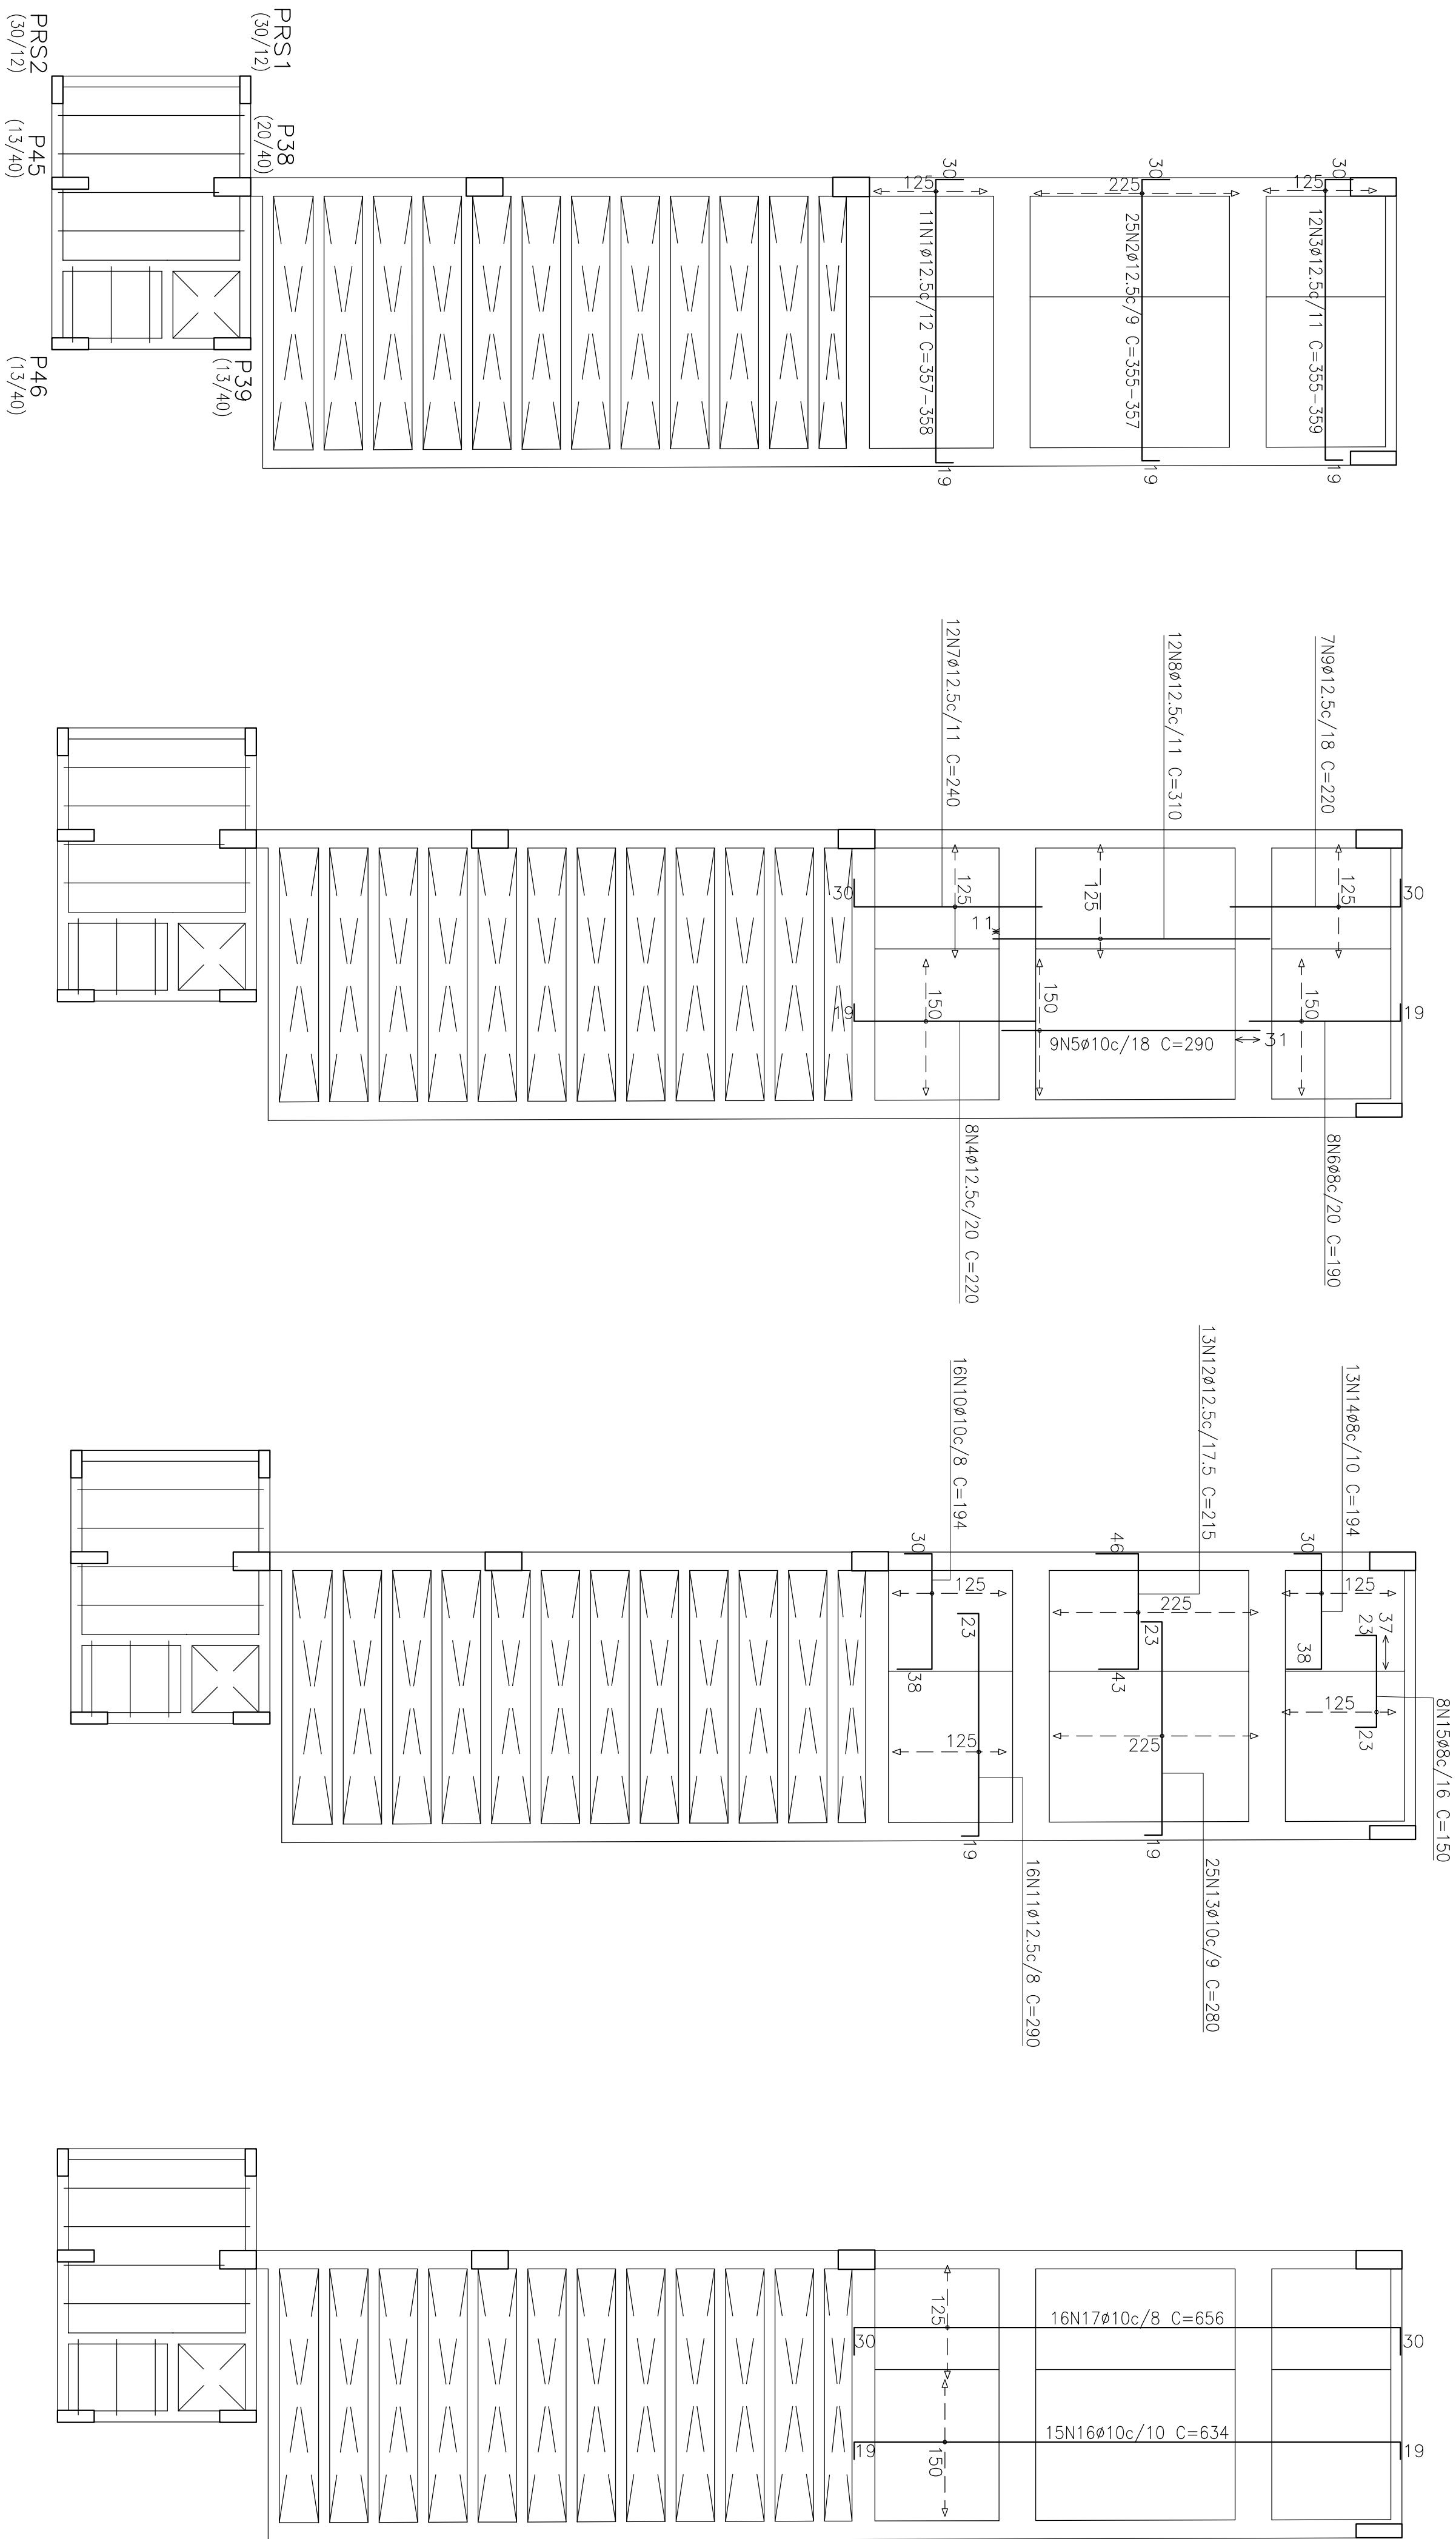 PRS1
(30/12)
PRS2
(30/12)
P38
(20/40)
P45
(13/40)
P39
(13/40)
P46
(13/40)
30
125
11N1ø12.5c/12 C=357-358
19
30
225
25N2ø12.5c/9 C=355-357
19
30
125
12N3ø12.5c/11 C=355-359
19
12N7ø12.5c/11 C=240
12N8ø12.5c/11 C=310
7N9ø12.5c/18 C=220
30
125
11
125
125
30
19
150
150
9N5ø10c/18 C=290
31
150
19
8N4ø12.5c/20 C=220
8N6ø8c/20 C=190
16N10ø10c/8 C=194
13N12ø12.5c/17.5 C=215
13N14ø8c/10 C=194
30
125
38
23
125
19
46
225
43
23
225
19
30
125
38
37
23
125
23
8N15ø8c/16 C=150
16N11ø12.5c/8 C=290
25N13ø10c/9 C=280
125
16N17ø10c/8 C=656
30
30
15N16ø10c/10 C=634
19
150
19